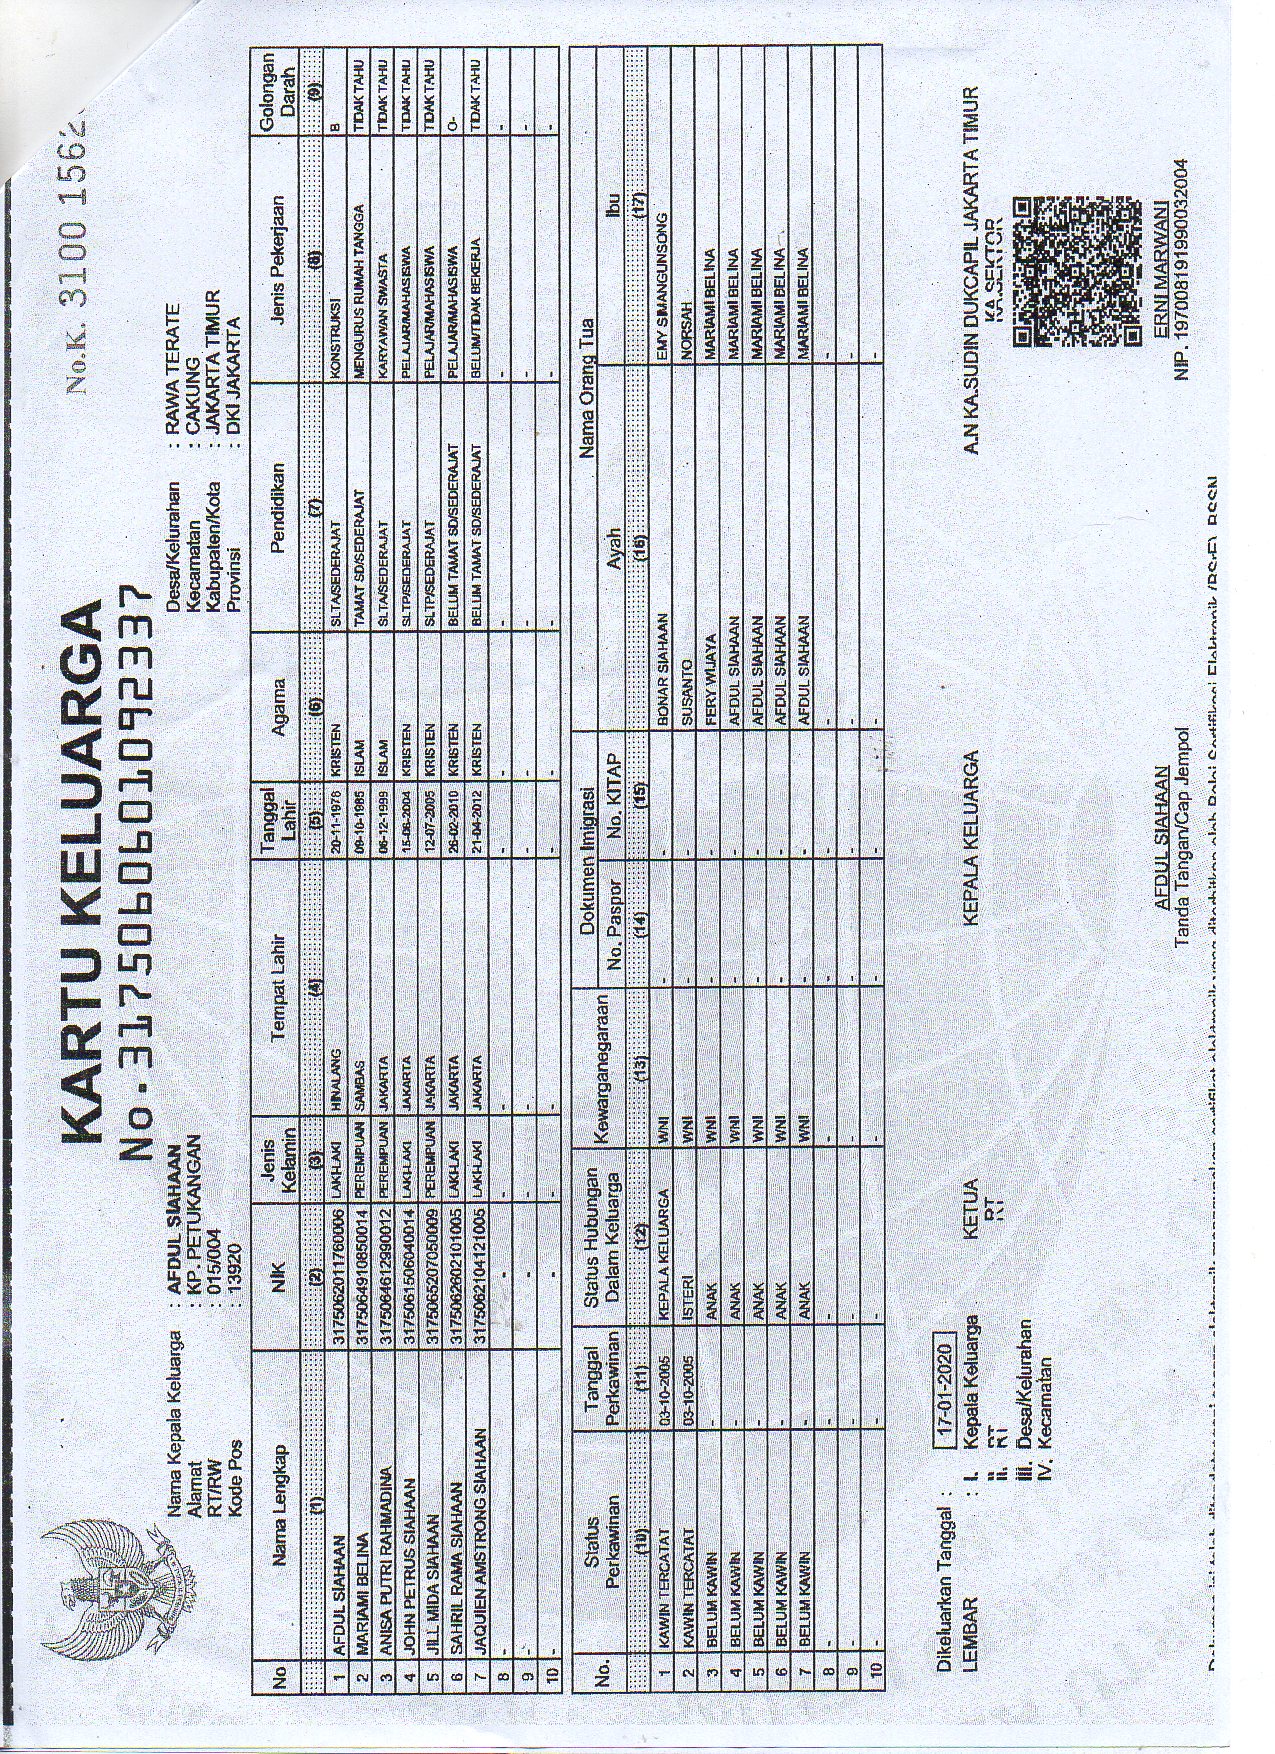 No.K. 3100 1562
KARTU KELUARGA
No. 3175060601092337
Nama Kepala Keluarga : AFDUL SIAHAAN
Alamat : KP. PETUKANGAN
RT/RW : 015/004
Kode Pos : 13920
Desa/Kelurahan : RAWA TERATE
Kecamatan : CAKUNG
Kabupaten/Kota : JAKARTA TIMUR
Provinsi : DKI JAKARTA
No Nama Lengkap NIK Jenis Kelamin Tempat Lahir Tanggal Lahir Agama Pendidikan Jenis Pekerjaan Golongan Darah
(1) (2) (3) (4) (5) (6) (7) (8) (9)
1 AFDUL SIAHAAN 3175062011760006 LAKI-LAKI HINALANG 20-11-1976 KRISTEN SLTA/SEDERAJAT KONSTRUKSI B
2 MARIAMI BELINA 3175064910850014 PEREMPUAN SAMBAS 09-10-1985 ISLAM TAMAT SD/SEDERAJAT MENGURUS RUMAH TANGGA TIDAK TAHU
3 ANISA PUTRI RAHMADINA 3175064612990012 PEREMPUAN JAKARTA 06-12-1999 ISLAM SLTA/SEDERAJAT KARYAWAN SWASTA TIDAK TAHU
4 JOHN PETRUS SIAHAAN 3175061506040014 LAKI-LAKI JAKARTA 15-06-2004 KRISTEN SLTP/SEDERAJAT PELAJAR/MAHASISWA TIDAK TAHU
5 JILL MIDA SIAHAAN 3175065207050009 PEREMPUAN JAKARTA 12-07-2005 KRISTEN SLTP/SEDERAJAT PELAJAR/MAHASISWA TIDAK TAHU
6 SAHRIL RAMA SIAHAAN 3175062602101005 LAKI-LAKI JAKARTA 26-02-2010 KRISTEN BELUM TAMAT SD/SEDERAJAT PELAJAR/MAHASISWA O-
7 JAQUIEN AMSTRONG SIAHAAN 3175062104121005 LAKI-LAKI JAKARTA 21-04-2012 KRISTEN BELUM TAMAT SD/SEDERAJAT BELUM/TIDAK BEKERJA TIDAK TAHU
8 - - - - - - - - -
9 - - - - - - - - -
10 - - - - - - - - -
No. Status Perkawinan Tanggal Perkawinan Status Hubungan Dalam Keluarga Kewarganegaraan Dokumen Imigrasi Nama Orang Tua
No. Paspor No. KITAP Ayah Ibu
(10) (11) (12) (13) (14) (15) (16) (17)
1 KAWIN TERCATAT 03-10-2005 KEPALA KELUARGA WNI - - BONAR SIAHAAN EMY SIMANGUNSONG
2 KAWIN TERCATAT 03-10-2005 ISTERI WNI - - SUSANTO NORSAH
3 BELUM KAWIN - ANAK WNI - - FERY WIJAYA MARIAMI BELINA
4 BELUM KAWIN - ANAK WNI - - AFDUL SIAHAAN MARIAMI BELINA
5 BELUM KAWIN - ANAK WNI - - AFDUL SIAHAAN MARIAMI BELINA
6 BELUM KAWIN - ANAK WNI - - AFDUL SIAHAAN MARIAMI BELINA
7 BELUM KAWIN - ANAK WNI - - AFDUL SIAHAAN MARIAMI BELINA
8 - - - - - - - -
9 - - - - - - - -
10 - - - - - - - -
Dikeluarkan Tanggal : 17-01-2020
LEMBAR : I. Kepala Keluarga
II. RT
III. Desa/Kelurahan
IV. Kecamatan
KETUA
RT
KEPALA KELUARGA
AFDUL SIAHAAN
Tanda Tangan/Cap Jempol
A.N KA.SUDIN DUKCAPIL JAKARTA TIMUR
KA.SEKTOR
ERNI MARWANI
NIP. 197008191990032004